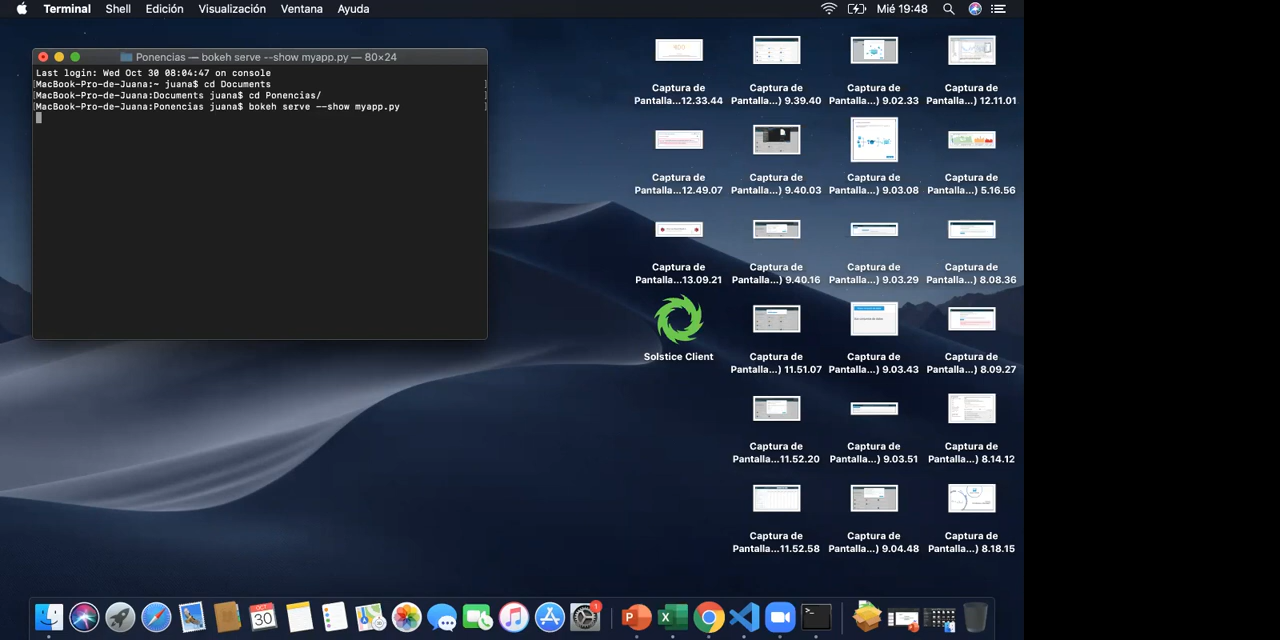 Terminal Shell Edición Visualización Ventana Ayuda Mié 19:48
Ponencias — bokeh serve --show myapp.py — 80×24
Last login: Wed Oct 30 08:04:47 on console
[MacBook-Pro-de-Juana:~ juana$ cd Documents ]
[MacBook-Pro-de-Juana:Documents juana$ cd Ponencias/ ]
[MacBook-Pro-de-Juana:Ponencias juana$ bokeh serve --show myapp.py ]
Captura de Pantalla...12.33.44
Captura de Pantalla...) 9.39.40
Captura de Pantalla...) 9.02.33
Captura de Pantalla...) 12.11.01
Captura de Pantalla...12.49.07
Captura de Pantalla...) 9.40.03
Captura de Pantalla...) 9.03.08
Captura de Pantalla...) 5.16.56
Captura de Pantalla...13.09.21
Captura de Pantalla...) 9.40.16
Captura de Pantalla...) 9.03.29
Captura de Pantalla...) 8.08.36
Solstice Client
Captura de Pantalla...) 11.51.07
Captura de Pantalla...) 9.03.43
Captura de Pantalla...) 8.09.27
Captura de Pantalla...11.52.20
Captura de Pantalla...) 9.03.51
Captura de Pantalla...) 8.14.12
Captura de Pantalla...11.52.58
Captura de Pantalla...) 9.04.48
Captura de Pantalla...) 8.18.15
OCT
30
1